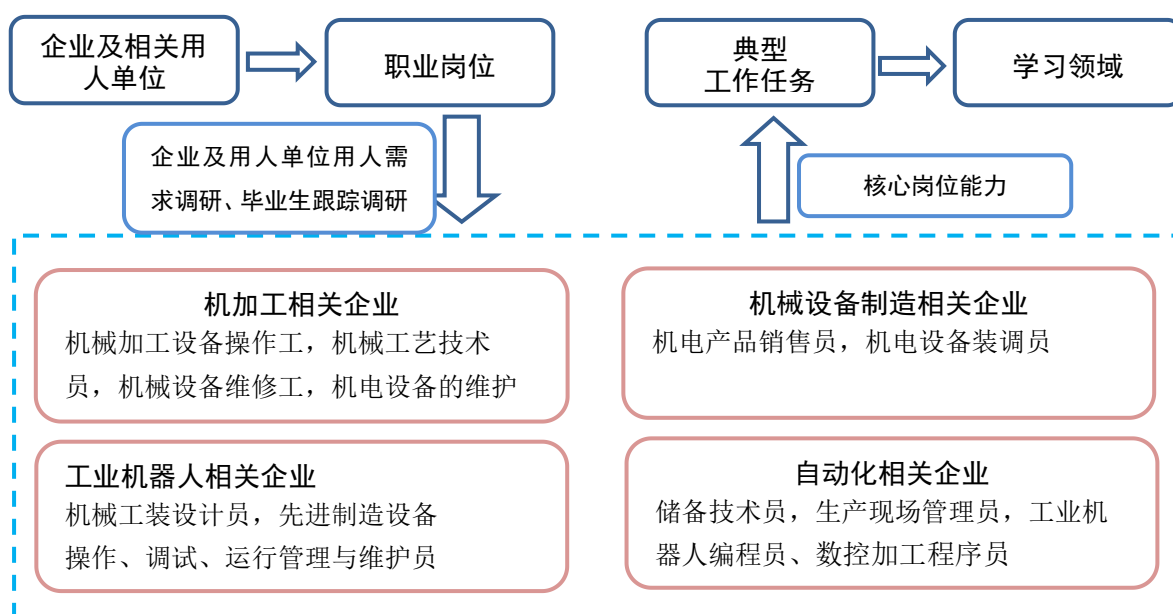 企业及相关用
人单位
职业岗位
典型
工作任务
学习领域
企业及用人单位用人需
求调研、毕业生跟踪调研
核心岗位能力
机加工相关企业
机械加工设备操作工，机械工艺技术
员，机械设备维修工，机电设备的维护
机械设备制造相关企业
机电产品销售员，机电设备装调员
工业机器人相关企业
机械工装设计员，先进制造设备
操作、调试、运行管理与维护员
自动化相关企业
储备技术员，生产现场管理员，工业机
器人编程员、数控加工程序员